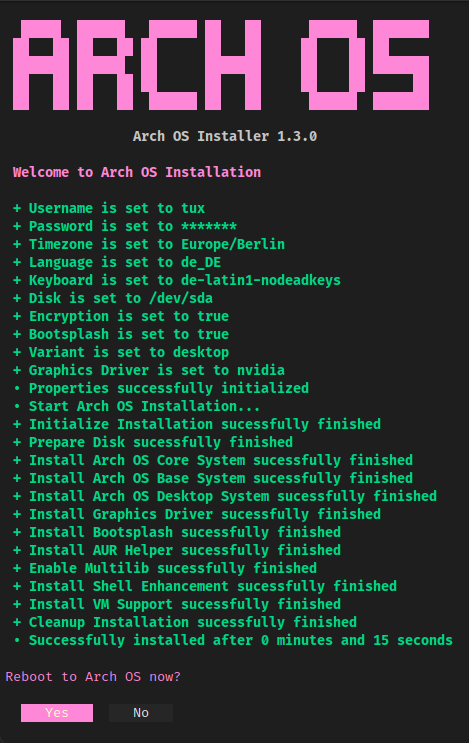 ARCH OS
Arch OS Installer 1.3.0
Welcome to Arch OS Installation
+ Username is set to tux
+ Password is set to *******
+ Timezone is set to Europe/Berlin
+ Language is set to de_DE
+ Keyboard is set to de-latin1-nodeadkeys
+ Disk is set to /dev/sda
+ Encryption is set to true
+ Bootsplash is set to true
+ Variant is set to desktop
+ Graphics Driver is set to nvidia
• Properties successfully initialized
• Start Arch OS Installation...
+ Initialize Installation sucessfully finished
+ Prepare Disk sucessfully finished
+ Install Arch OS Core System sucessfully finished
+ Install Arch OS Base System sucessfully finished
+ Install Arch OS Desktop System sucessfully finished
+ Install Graphics Driver sucessfully finished
+ Install Bootsplash sucessfully finished
+ Install AUR Helper sucessfully finished
+ Enable Multilib sucessfully finished
+ Install Shell Enhancement sucessfully finished
+ Install VM Support sucessfully finished
+ Cleanup Installation sucessfully finished
• Successfully installed after 0 minutes and 15 seconds
Reboot to Arch OS now?
Yes No